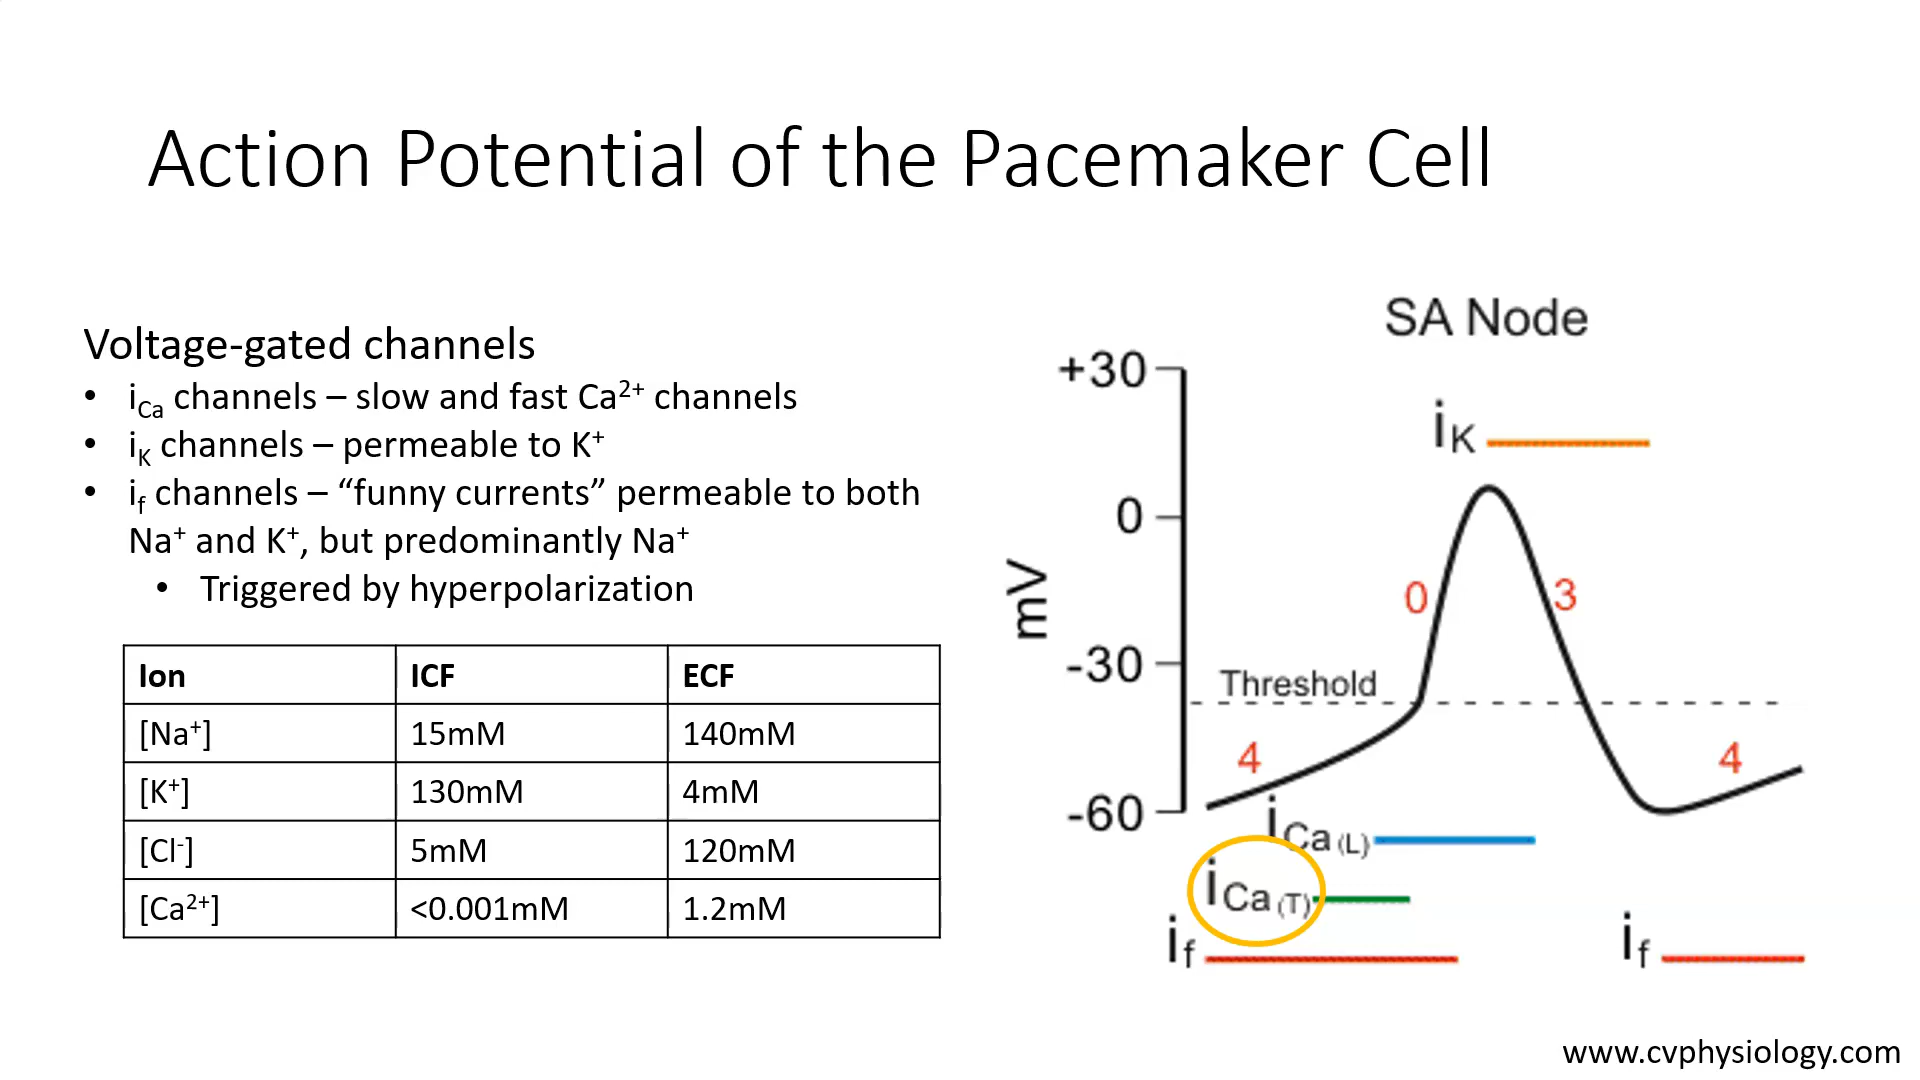 Action Potential of the Pacemaker Cell
Voltage-gated channels
• iCa channels – slow and fast Ca2+ channels
• iK channels – permeable to K+
• if channels – “funny currents” permeable to both
Na+ and K+, but predominantly Na+
• Triggered by hyperpolarization
Ion ICF ECF
[Na+] 15mM 140mM
[K+] 130mM 4mM
[Cl-] 5mM 120mM
[Ca2+] <0.001mM 1.2mM
SA Node
+30
iK
0
mV
0 3
-30
Threshold
4 4
-60
iCa (L)
iCa (T)
if if
www.cvphysiology.com